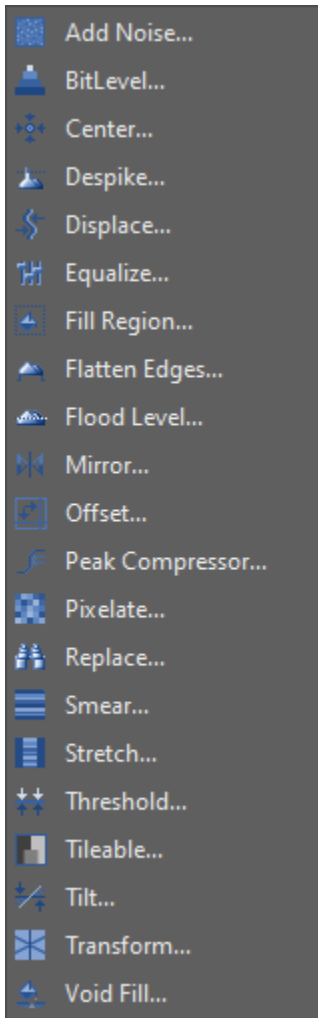 Add Noise...
BitLevel...
Center...
Despike...
Displace...
Equalize...
Fill Region...
Flatten Edges...
Flood Level...
Mirror...
Offset...
Peak Compressor...
Pixelate...
Replace...
Smear...
Stretch...
Threshold...
Tileable...
Tilt...
Transform...
Void Fill...